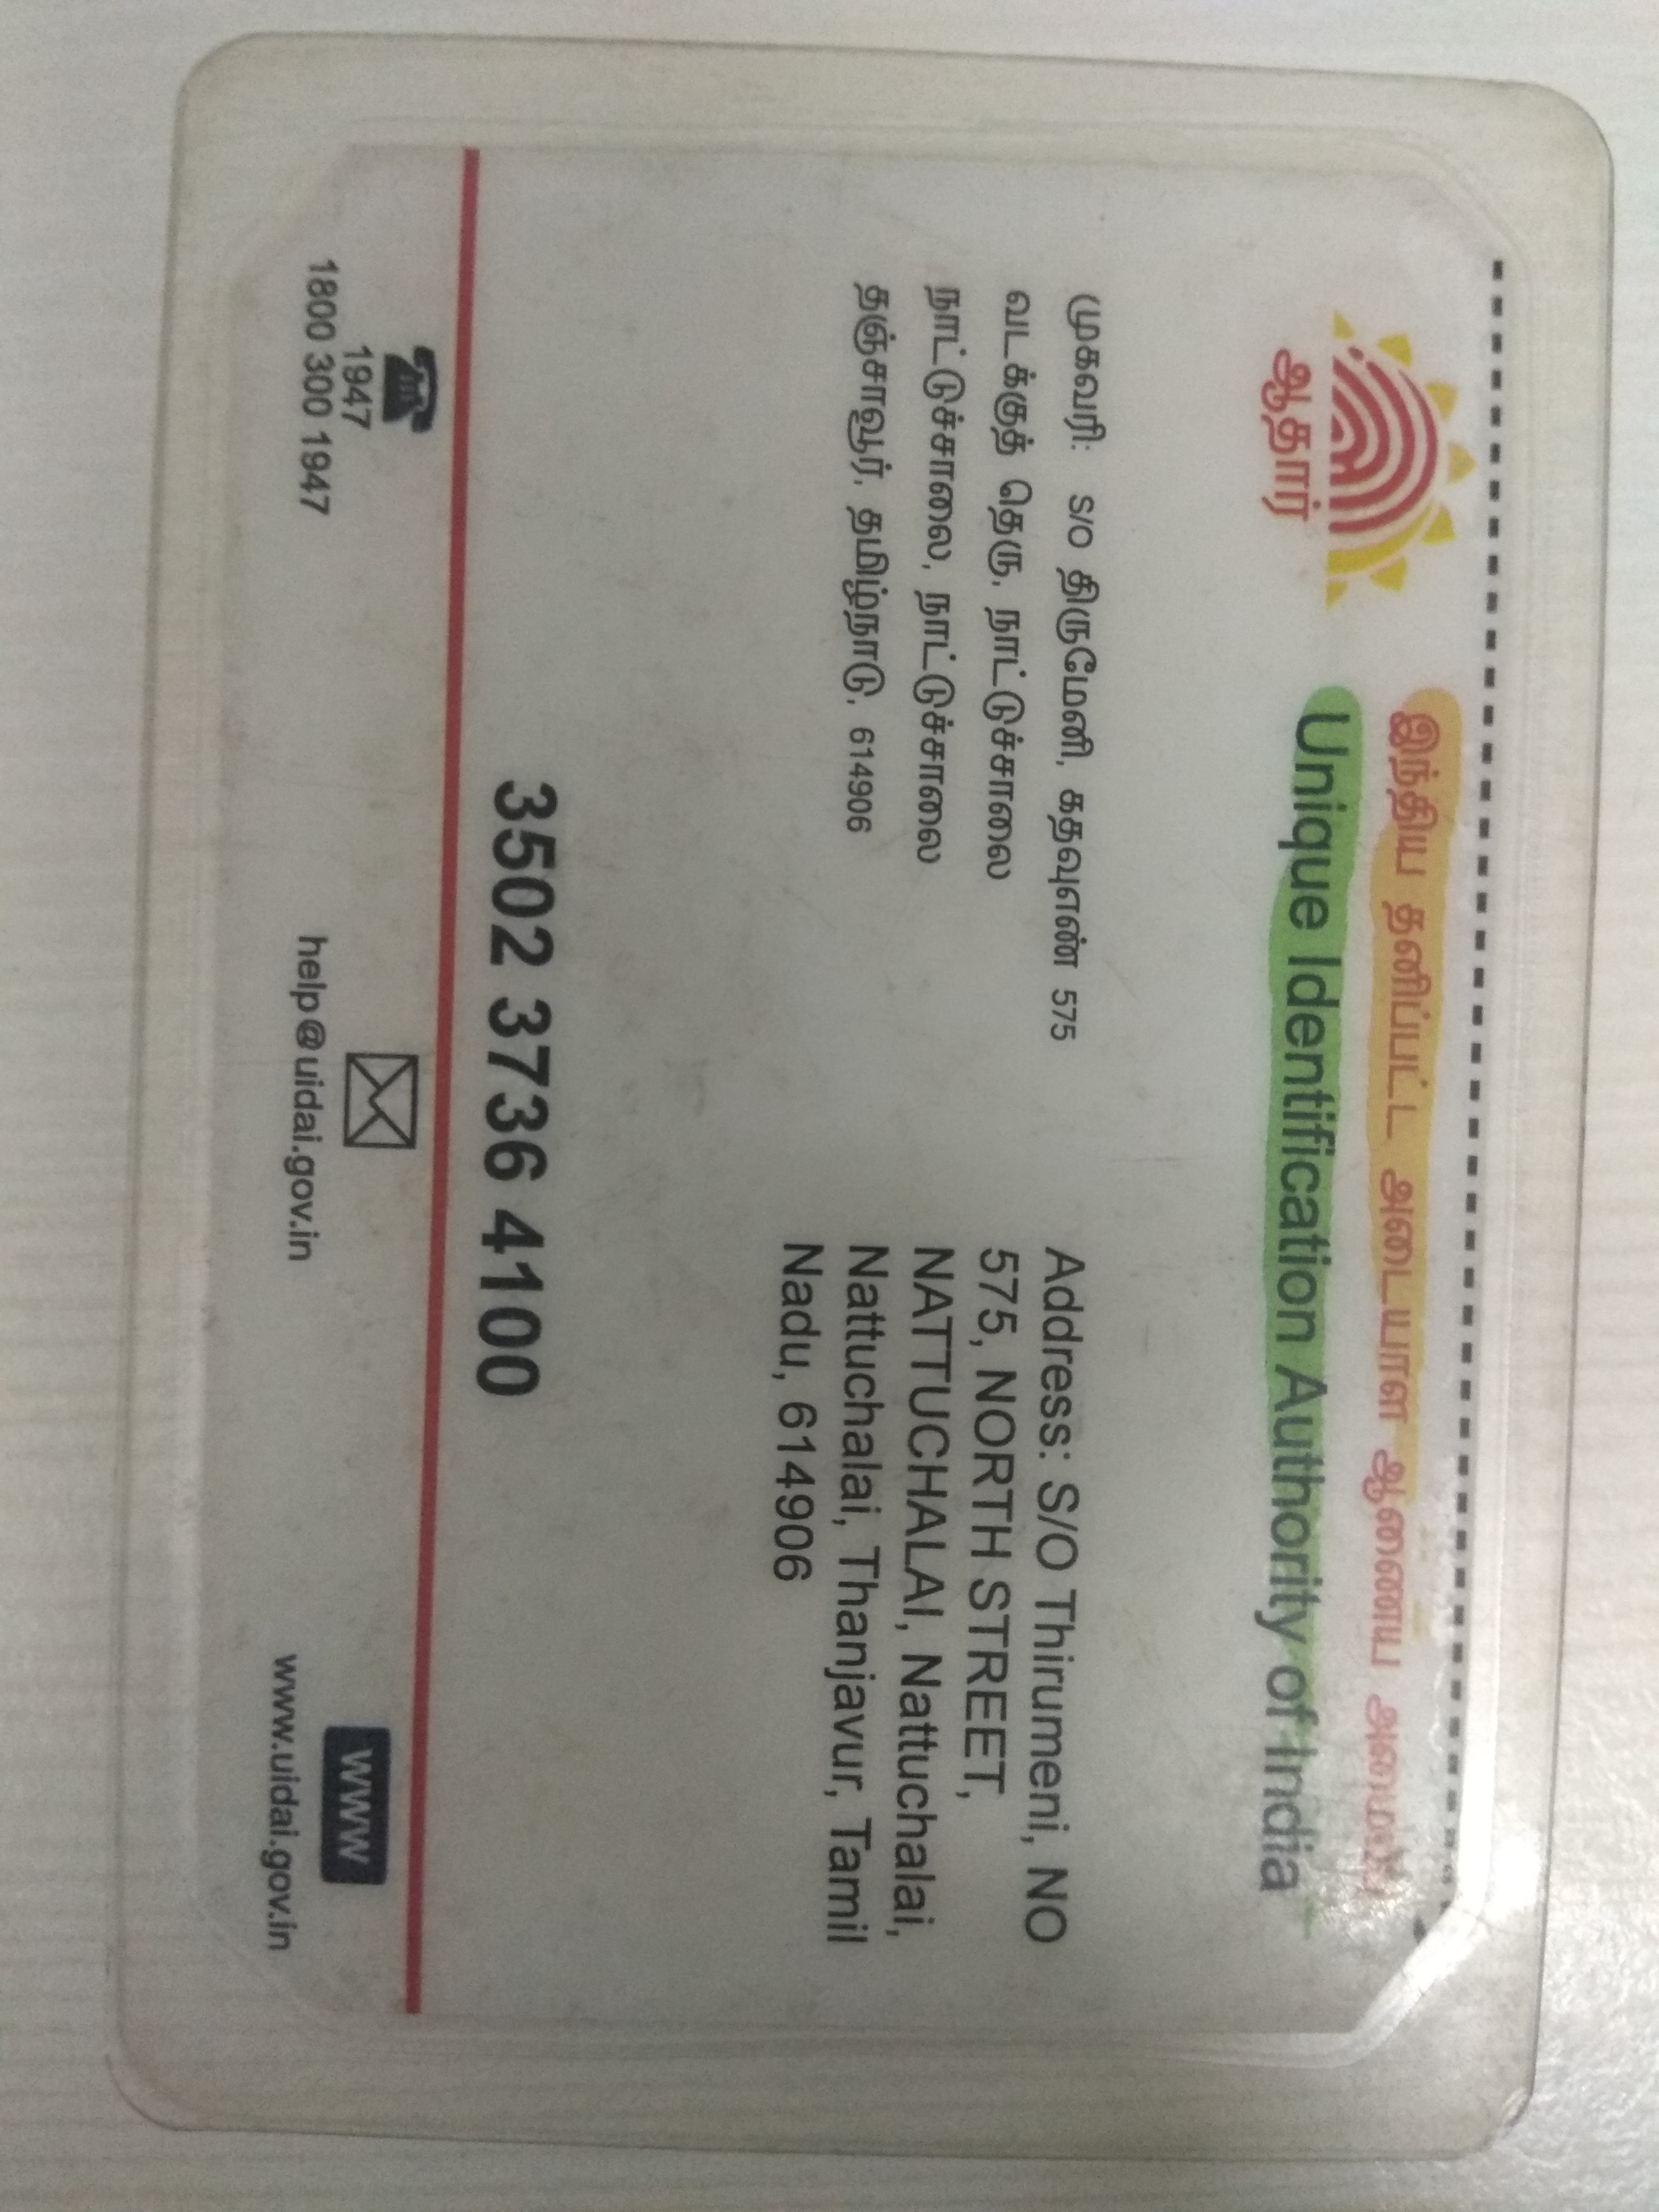 இந்திய தனிப்பட்ட அடையாள ஆணைய அமைப்பு
Unique Identification Authority of India
ஆதார்
முகவரி: S/O திருமேனி, கதவுஎண் 575
வடக்குத் தெரு, நாட்டுச்சாலை
நாட்டுச்சாலை, நாட்டுச்சாலை
தஞ்சாவூர், தமிழ்நாடு, 614906
Address: S/O Thirumeni, NO
575, NORTH STREET,
NATTUCHALAI, Nattuchalai,
Nattuchalai, Thanjavur, Tamil
Nadu, 614906
3502 3736 4100
1947
1800 300 1947
help@uidai.gov.in
WWW
www.uidai.gov.in